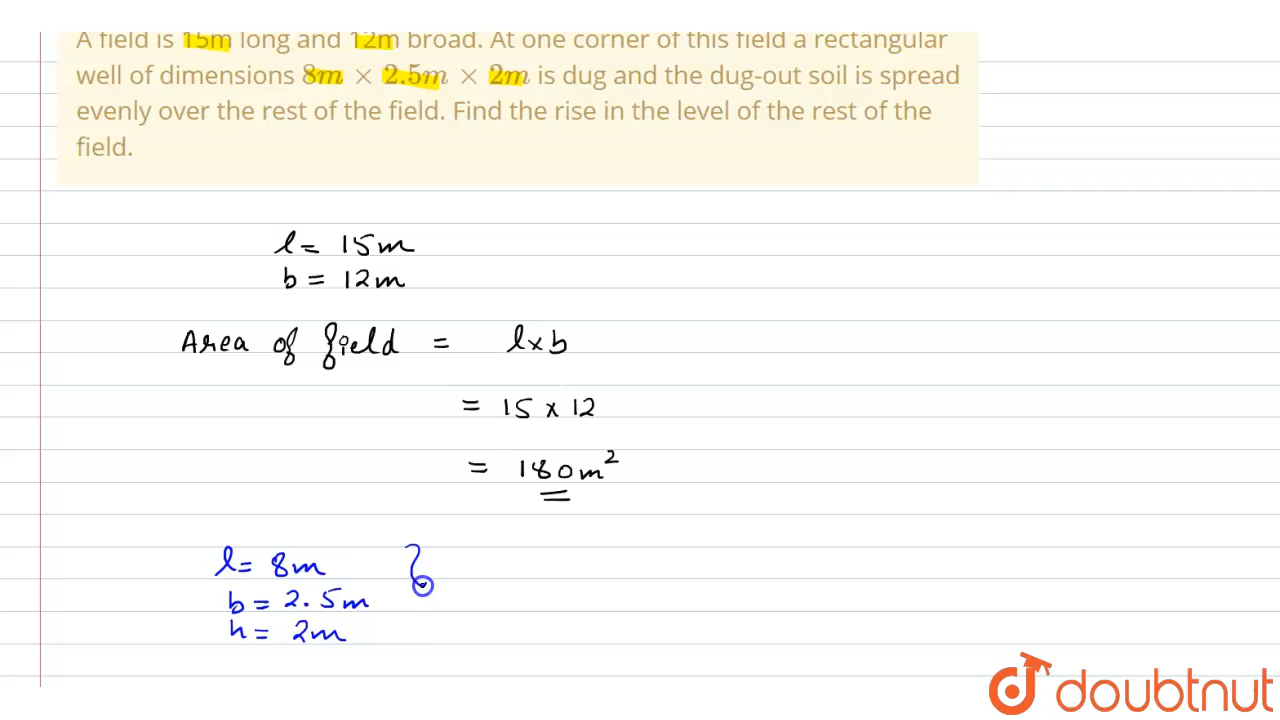 A field is 15m long and 12m broad. At one corner of this field a rectangular
well of dimensions 8m × 2.5m × 2m is dug and the dug-out soil is spread
evenly over the rest of the field. Find the rise in the level of the rest of the
field.
l = 15m
b = 12m
Area of field = l×b
= 15 × 12
= 180m²
l = 8m
b = 2.5m
h = 2m
doubtnut